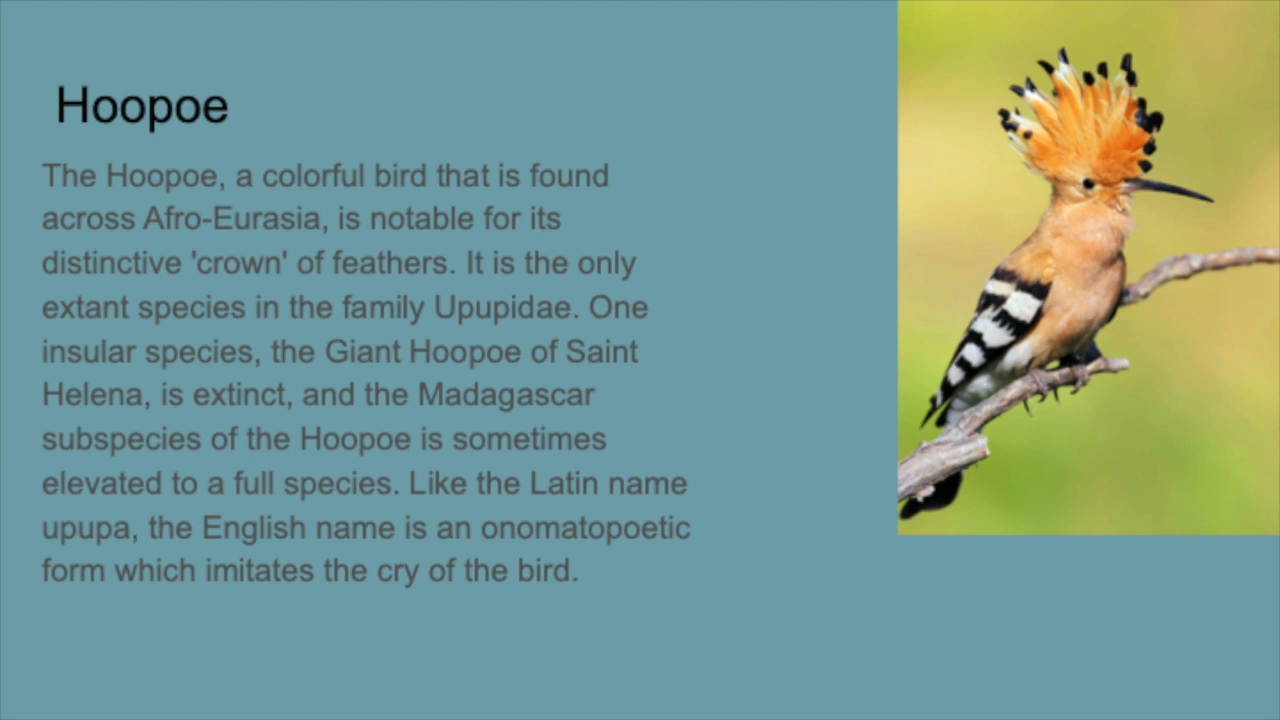 Hoopoe
The Hoopoe, a colorful bird that is found
across Afro-Eurasia, is notable for its
distinctive 'crown' of feathers. It is the only
extant species in the family Upupidae. One
insular species, the Giant Hoopoe of Saint
Helena, is extinct, and the Madagascar
subspecies of the Hoopoe is sometimes
elevated to a full species. Like the Latin name
upupa, the English name is an onomatopoetic
form which imitates the cry of the bird.